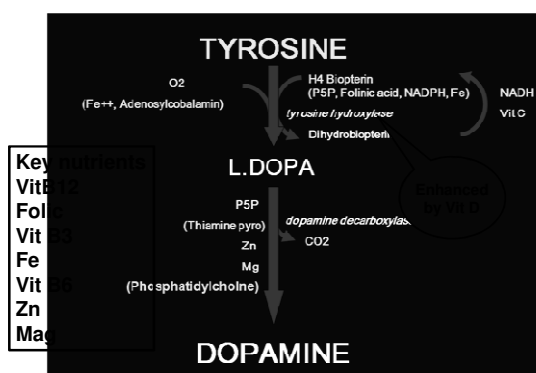 TYROSINE
O2
(Fe++, Adenosylcobalamin)
H4 Biopterin
(P5P, Folinic acid, NADPH, Fe)
tyrosine hydroxylase
Dihydrobiopterin
NADH
Vit C
Enhanced
by Vit D
L.DOPA
P5P
(Thiamine pyro)
Zn
Mg
(Phosphatidylcholne)
dopamine decarboxylas
CO2
DOPAMINE
Key nutrients
VitB12
Folic
Vit B3
Fe
Vit B6
Zn
Mag